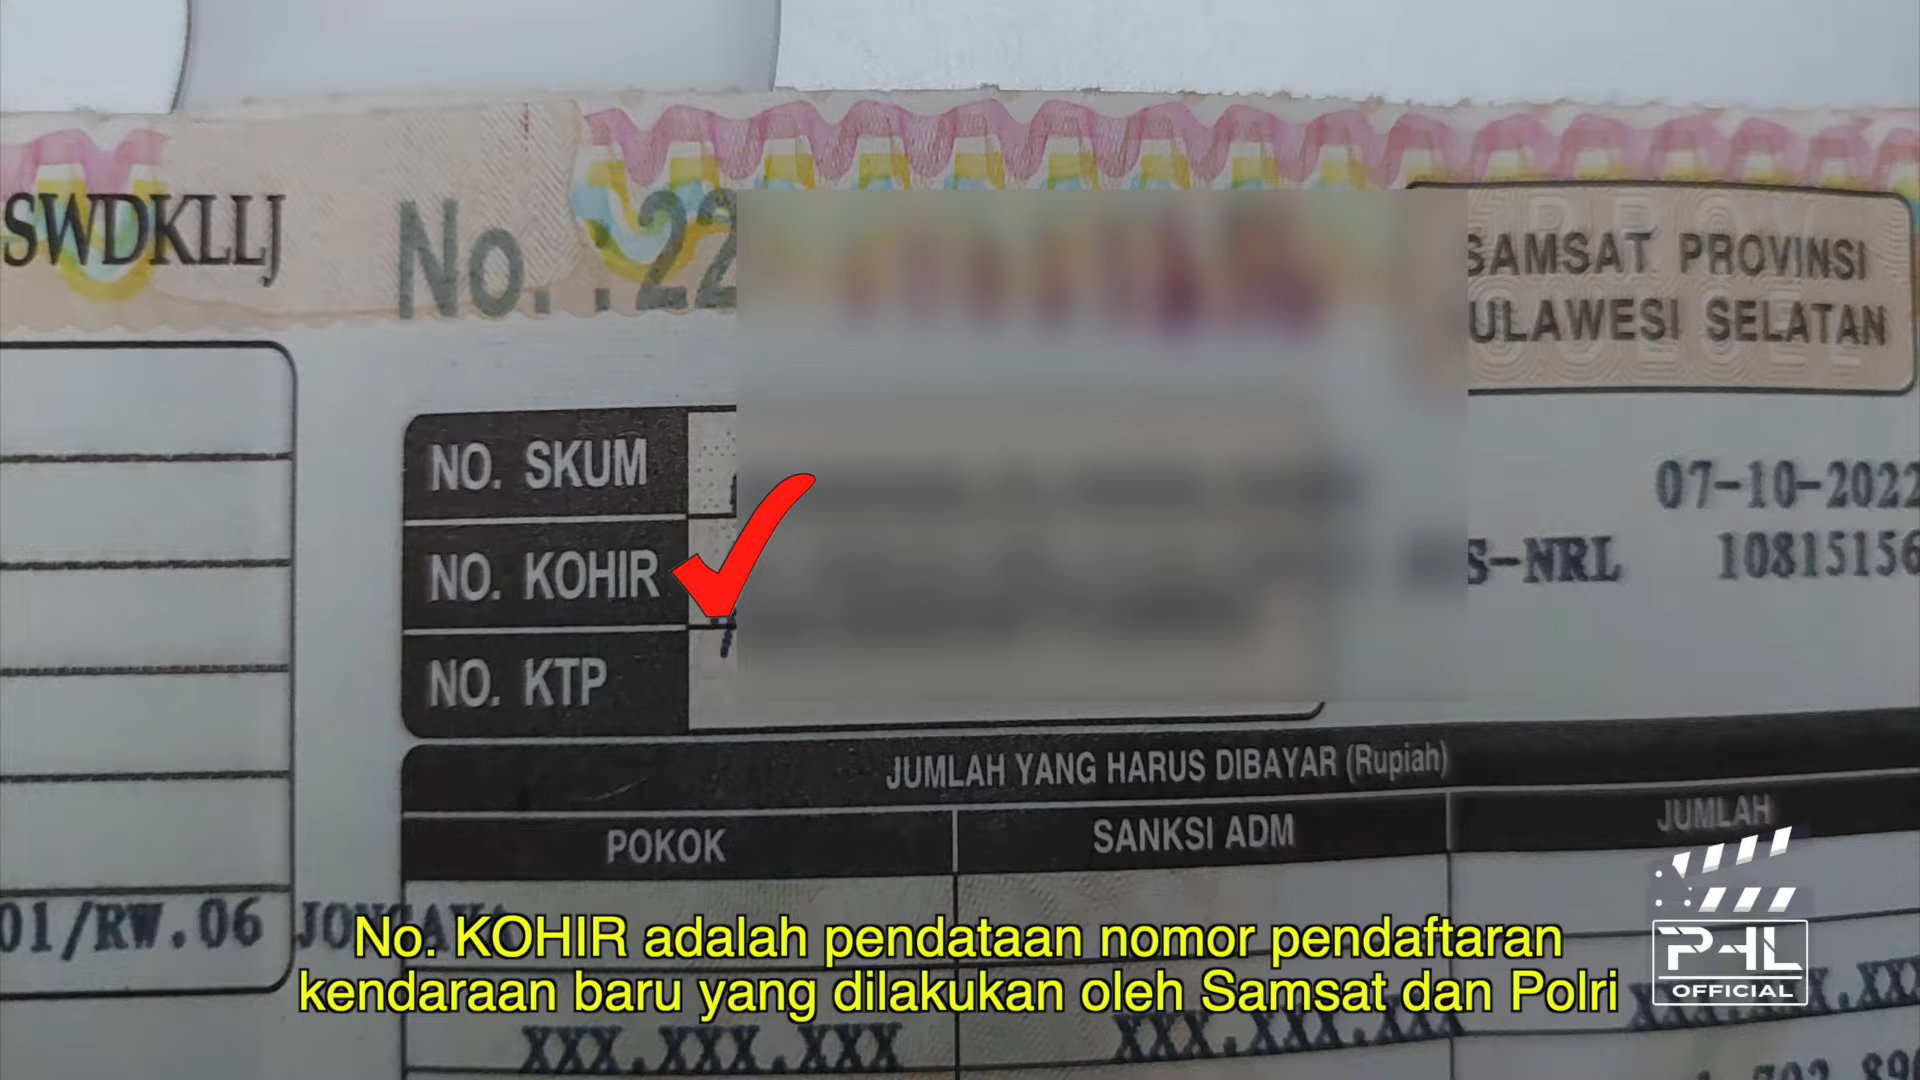 SWDKLLJ
No. : 22
SAMSAT PROVINSI
ULAWESI SELATAN
NO. SKUM
07-10-2022
NO. KOHIR
S-NRL 10815156
NO. KTP
JUMLAH YANG HARUS DIBAYAR (Rupiah)
POKOK
SANKSI ADM
JUMLAH
01/RW.06
No. KOHIR adalah pendataan nomor pendaftaran
kendaraan baru yang dilakukan oleh Samsat dan Polri
PHL
OFFICIAL
XXX.XXX.XXX
XXX.XXX.XXX